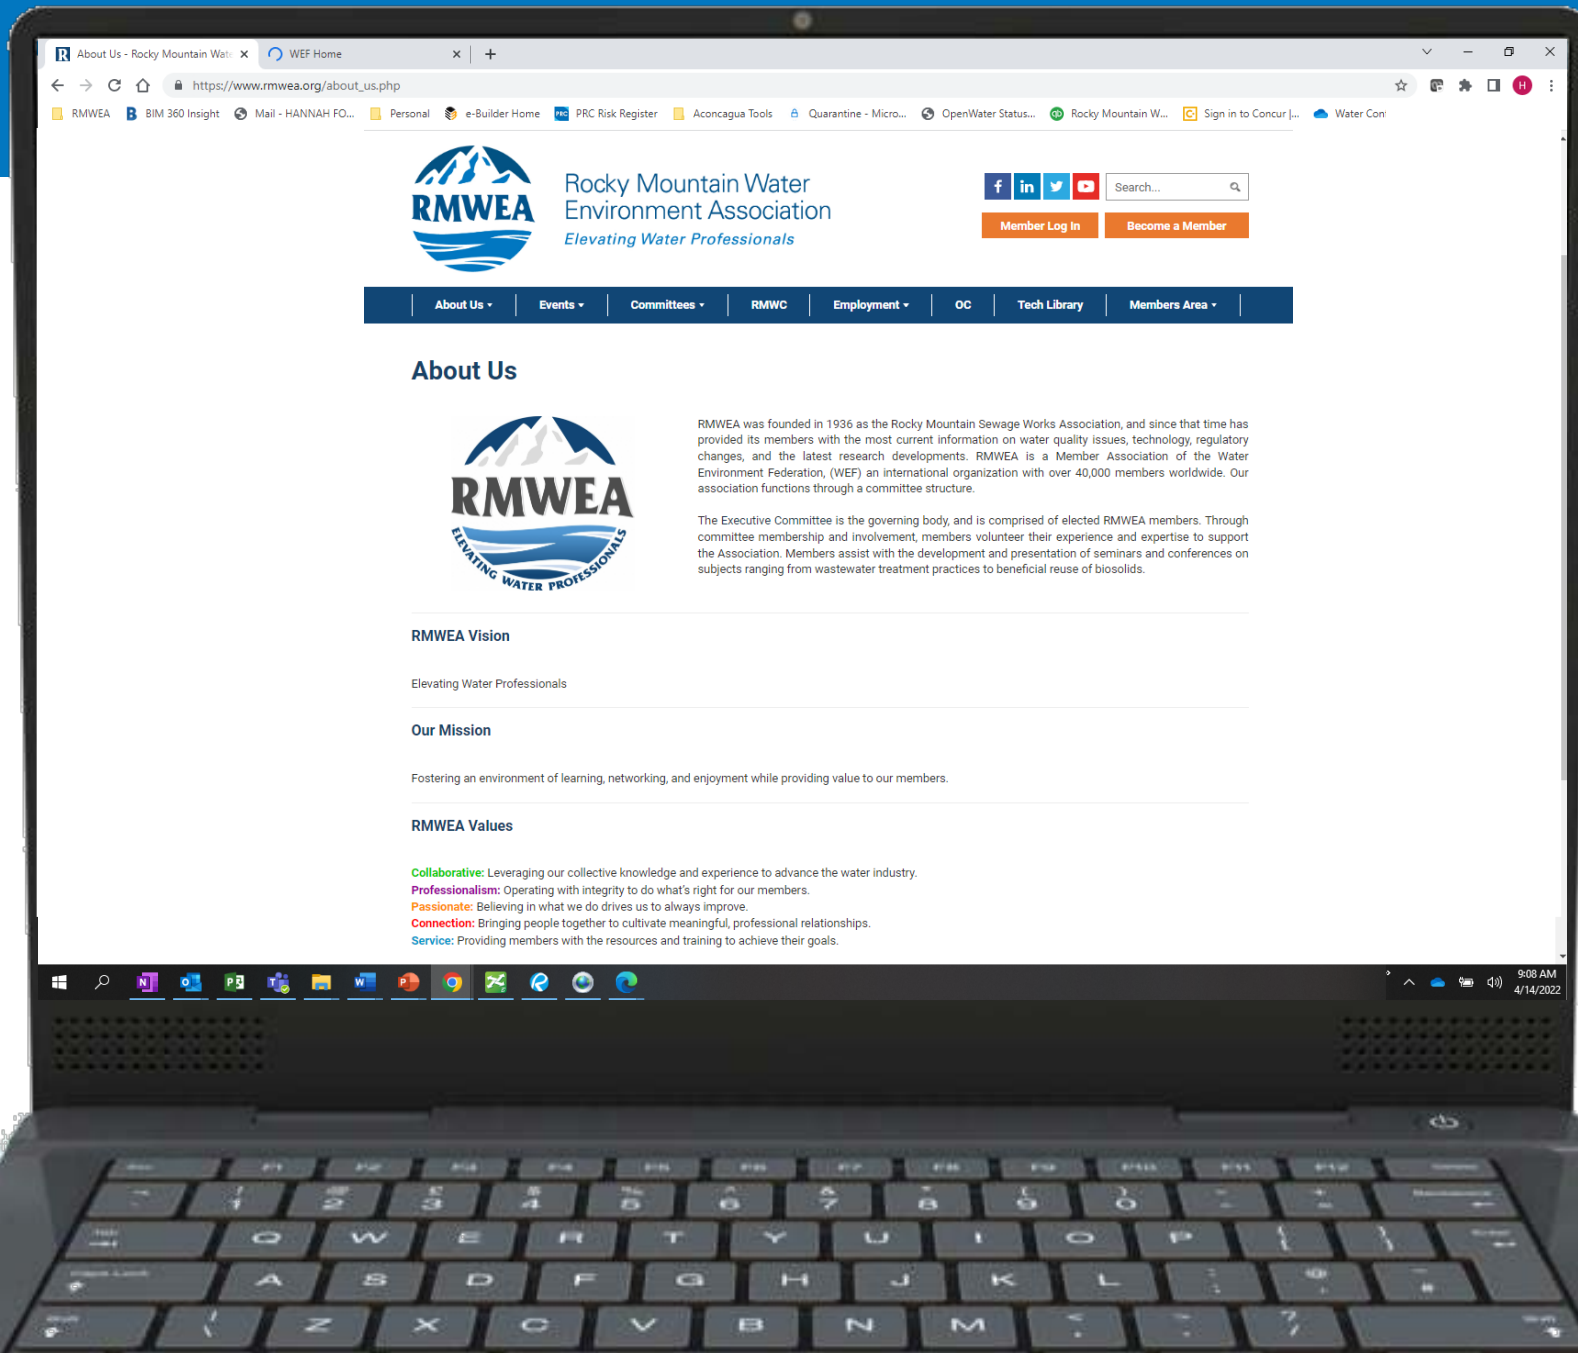 About Us - Rocky Mountain Wate
WEF Home
https://www.rmwea.org/about_us.php
H
RMWEA
BIM 360 Insight
Mail - HANNAH FO...
Personal
e-Builder Home
PRC
PRC Risk Register
Aconcagua Tools
Quarantine - Micro...
OpenWater Status...
Rocky Mountain W...
Sign in to Concur |...
Water Con
RMWEA
Rocky Mountain Water
Environment Association
Elevating Water Professionals
Search...
Member Log In
Become a Member
About Us
Events
Committees
RMWC
Employment
OC
Tech Library
Members Area
About Us
RMWEA
ELEVATING WATER PROFESSIONALS
RMWEA was founded in 1936 as the Rocky Mountain Sewage Works Association, and since that time has
provided its members with the most current information on water quality issues, technology, regulatory
changes, and the latest research developments. RMWEA is a Member Association of the Water
Environment Federation, (WEF) an international organization with over 40,000 members worldwide. Our
association functions through a committee structure.
The Executive Committee is the governing body, and is comprised of elected RMWEA members. Through
committee membership and involvement, members volunteer their experience and expertise to support
the Association. Members assist with the development and presentation of seminars and conferences on
subjects ranging from wastewater treatment practices to beneficial reuse of biosolids.
RMWEA Vision
Elevating Water Professionals
Our Mission
Fostering an environment of learning, networking, and enjoyment while providing value to our members.
RMWEA Values
Collaborative: Leveraging our collective knowledge and experience to advance the water industry.
Professionalism: Operating with integrity to do what's right for our members.
Passionate: Believing in what we do drives us to always improve.
Connection: Bringing people together to cultivate meaningful, professional relationships.
Service: Providing members with the resources and training to achieve their goals.
9:08 AM
4/14/2022
1 2 3 4 5 6 7 8 9 0
Q W E R T Y U I O P
A S D F G H J K L
Z X C V B N M